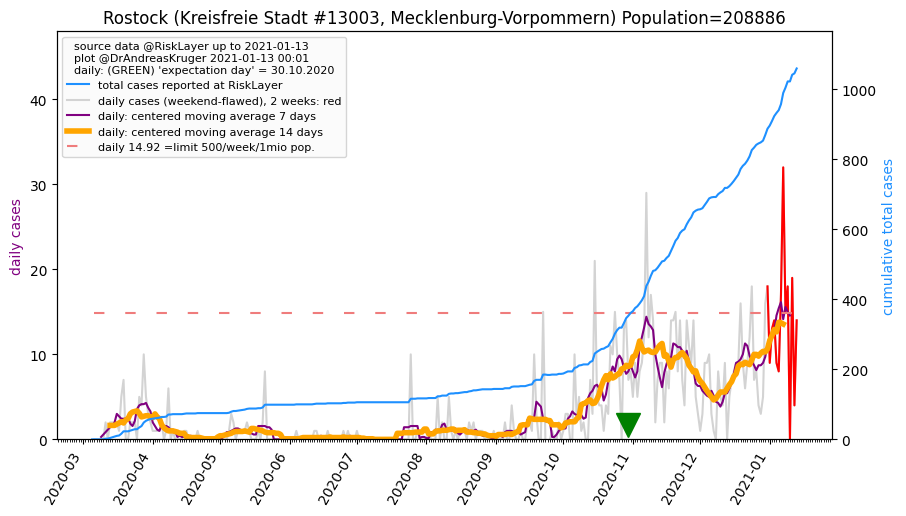 Rostock (Kreisfreie Stadt #13003, Mecklenburg-Vorpommern) Population=208886
source data @RiskLayer up to 2021-01-13
plot @DrAndreasKruger 2021-01-13 00:01
daily: (GREEN) 'expectation day' = 30.10.2020
total cases reported at RiskLayer
daily cases (weekend-flawed), 2 weeks: red
daily: centered moving average 7 days
daily: centered moving average 14 days
daily 14.92 =limit 500/week/1mio pop.
daily cases
40
30
20
10
0
cumulative total cases
1000
800
600
400
200
0
2020-03
2020-04
2020-05
2020-06
2020-07
2020-08
2020-09
2020-10
2020-11
2020-12
2021-01